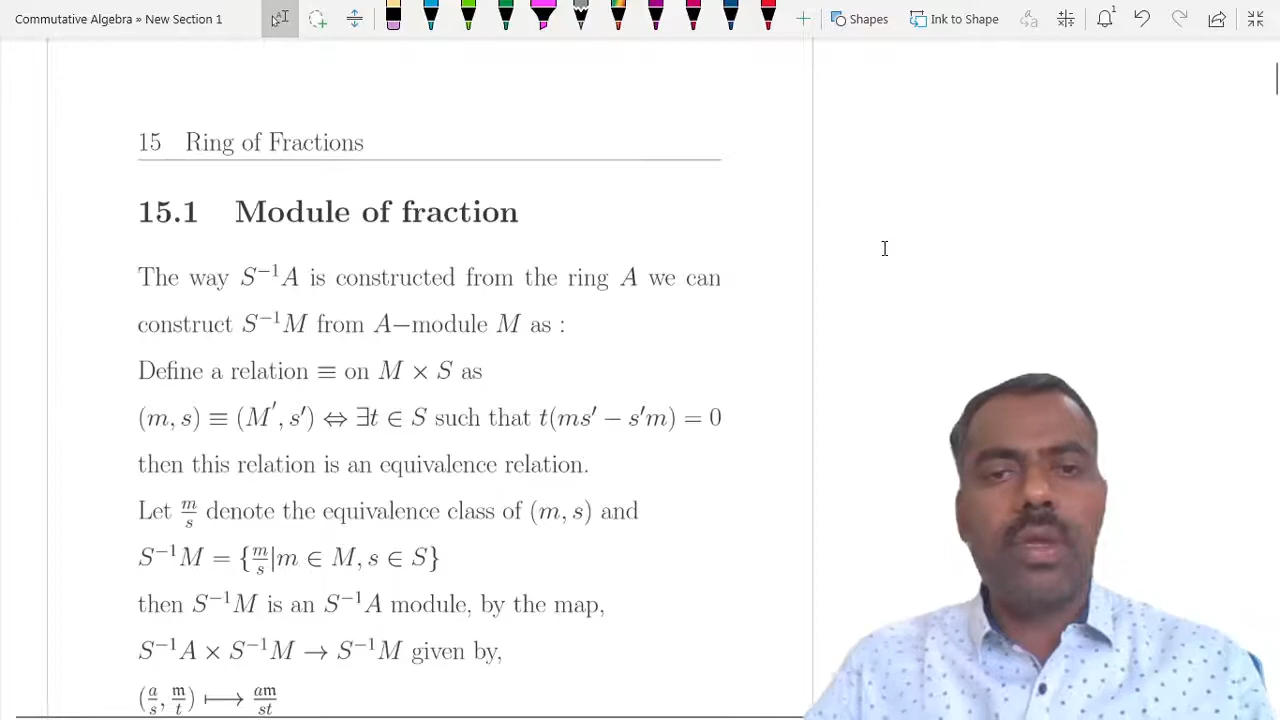 Commutative Algebra » New Section 1
Shapes
Ink to Shape
1
15 Ring of Fractions
15.1 Module of fraction
The way S⁻¹A is constructed from the ring A we can
construct S⁻¹M from A−module M as :
Define a relation ≡ on M × S as
(m, s) ≡ (M′, s′) ⇔ ∃t ∈ S such that t(ms′ − s′m) = 0
then this relation is an equivalence relation.
Let m/s denote the equivalence class of (m, s) and
S⁻¹M = {m/s|m ∈ M, s ∈ S}
then S⁻¹M is an S⁻¹A module, by the map,
S⁻¹A × S⁻¹M → S⁻¹M given by,
(a/s, m/t) ⟼ am/st